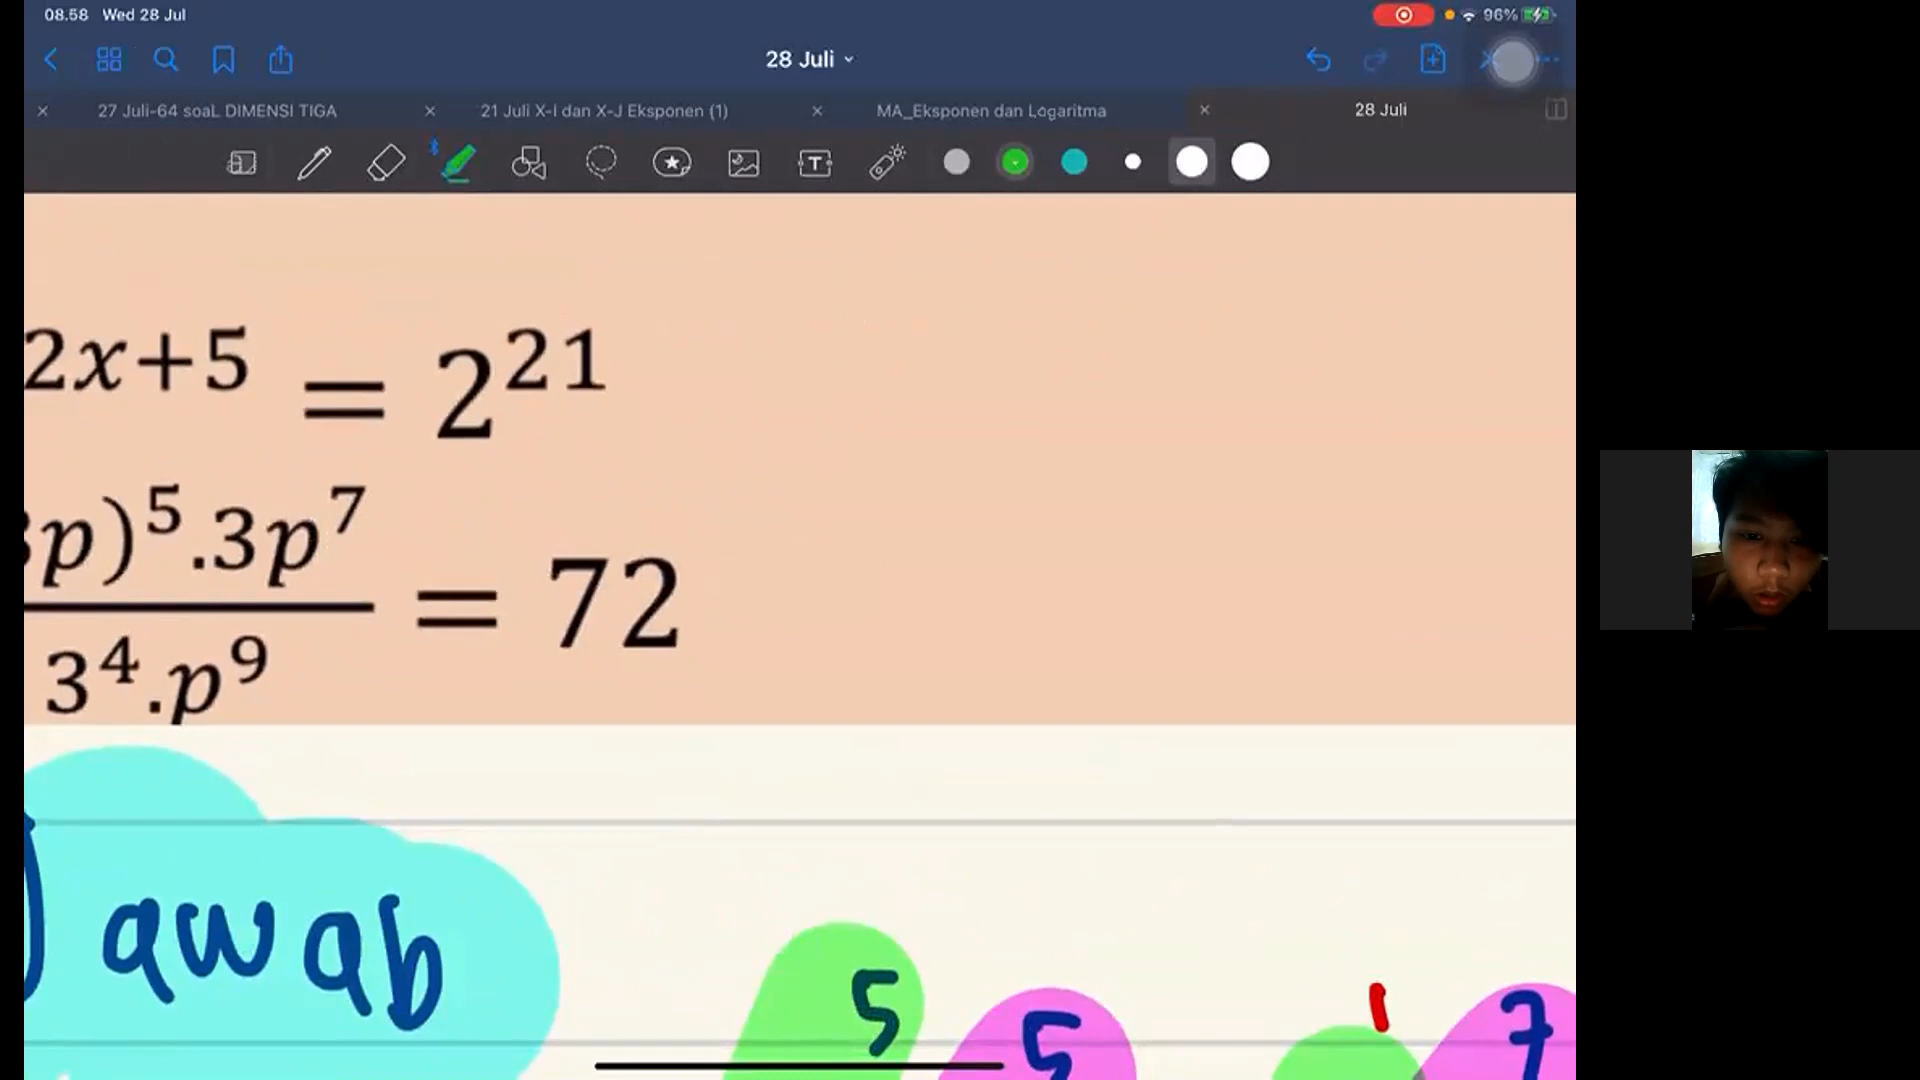 08.58 Wed 28 Jul
96%
28 Juli
27 Juli-64 soaL DIMENSI TIGA
21 Juli X-I dan X-J Eksponen (1)
MA_Eksponen dan Logaritma
28 Juli
2x+5 = 2^21
p)^5 .3p^7
= 72
3^4 .p^9
awab
5 5 1 7